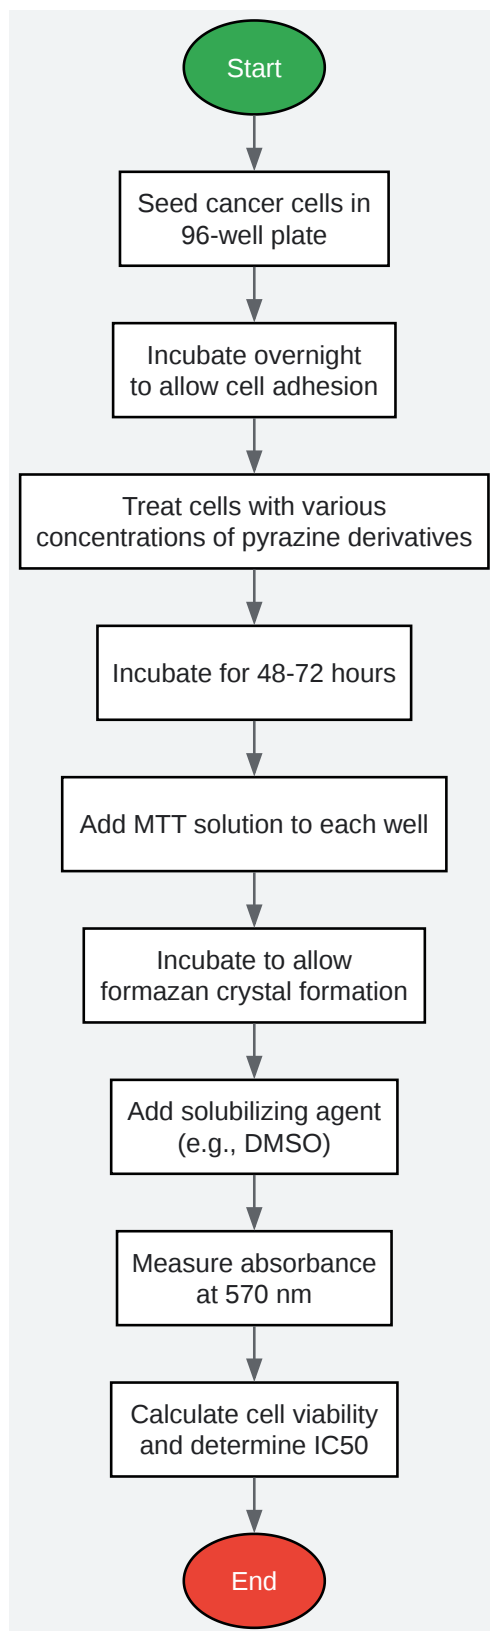 Start
Seed cancer cells in
96-well plate
Incubate overnight
to allow cell adhesion
Treat cells with various
concentrations of pyrazine derivatives
Incubate for 48-72 hours
Add MTT solution to each well
Incubate to allow
formazan crystal formation
Add solubilizing agent
(e.g., DMSO)
Measure absorbance
at 570 nm
Calculate cell viability
and determine IC50
End